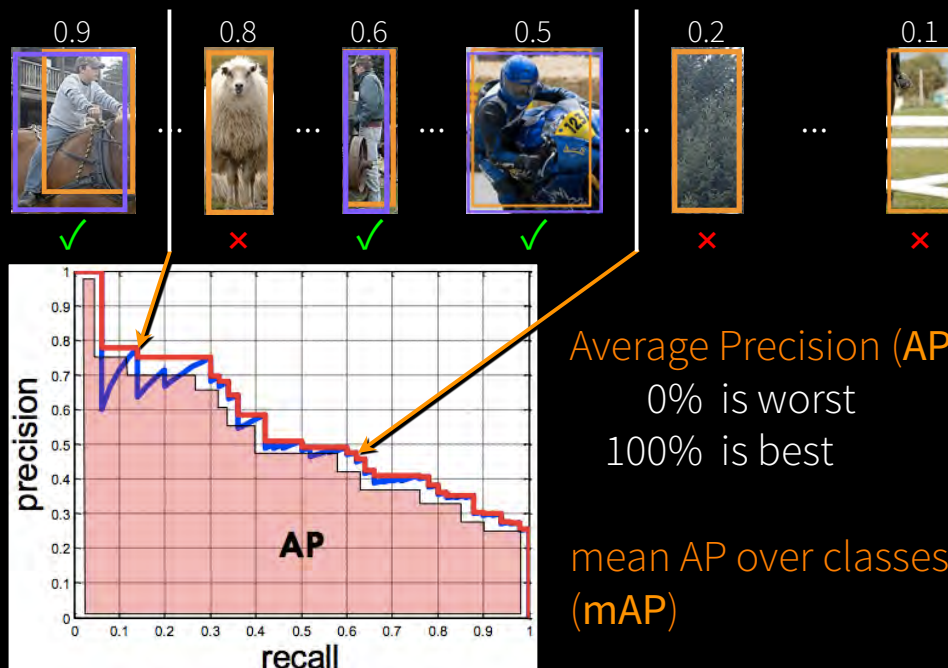 0.9 0.8 0.6 0.5 0.2 0.1
... ... ... ... ...
✓ × ✓ ✓ × ×
123
1
0.9
0.8
0.7
0.6
0.5
0.4
0.3
0.2
0.1
0
0 0.1 0.2 0.3 0.4 0.5 0.6 0.7 0.8 0.9 1
precision
recall
AP
Average Precision (AP
0% is worst
100% is best
mean AP over classes
(mAP)